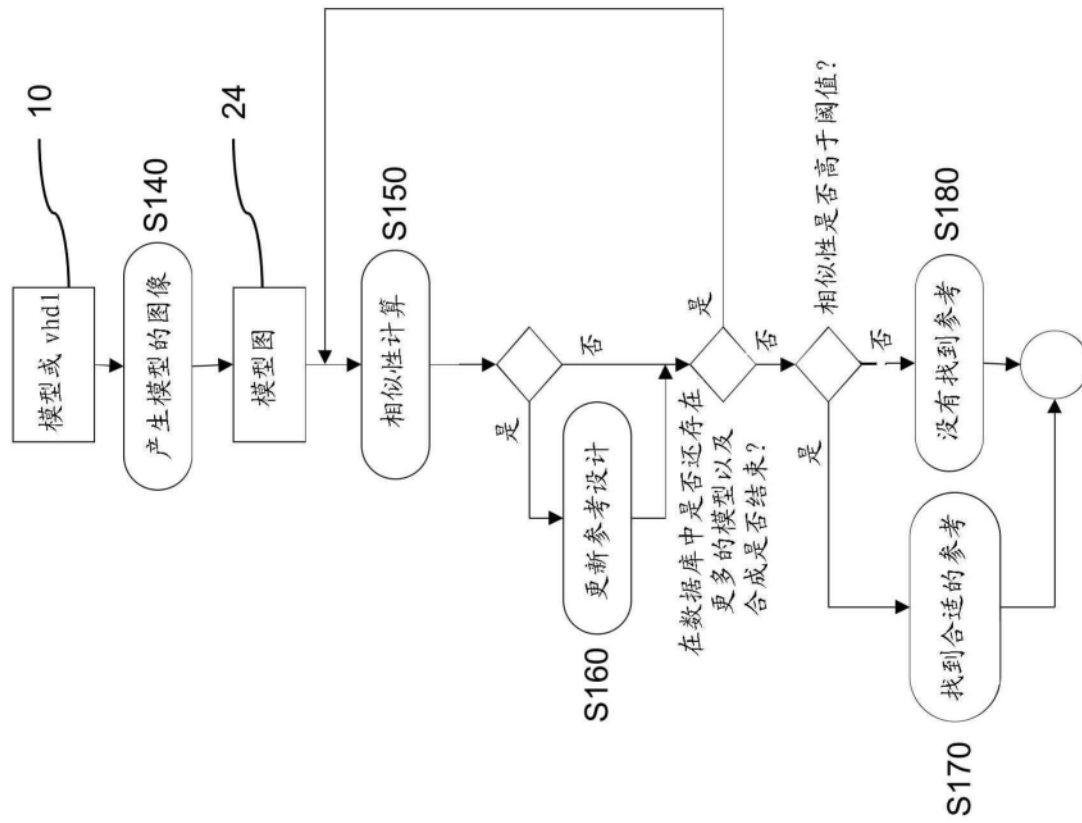 模型或 vhd1
10
产生模型的图像
S140
模型图
24
相似性计算
S150
是
否
更新参考设计
S160
在数据库中是否还存在
更多的模型以及
合成是否结束？
是
否
相似性是否高于阈值？
是
否
找到合适的参考
S170
没有找到参考
S180